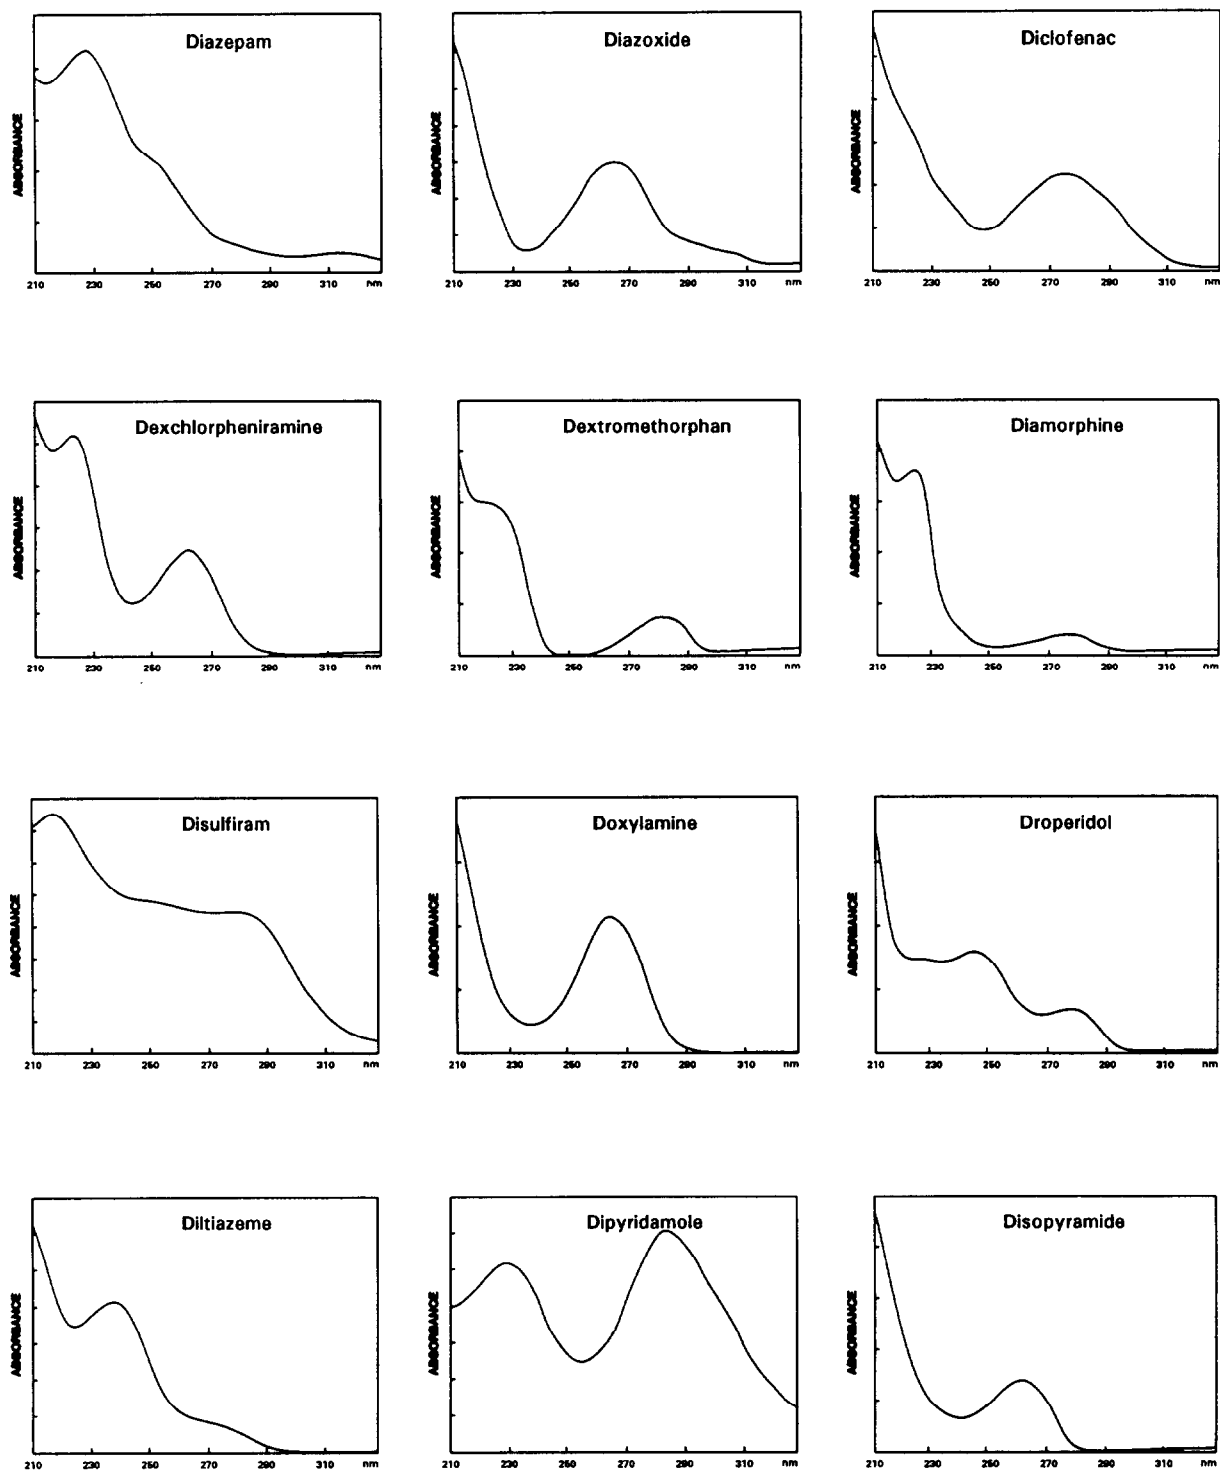 Diazepam
ABSORBANCE
210 230 250 270 290 310 nm
Diazoxide
ABSORBANCE
210 230 250 270 290 310 nm
Diclofenac
ABSORBANCE
210 230 250 270 290 310 nm
Dexchlorpheniramine
ABSORBANCE
210 230 250 270 290 310 nm
Dextromethorphan
ABSORBANCE
210 230 250 270 290 310 nm
Diamorphine
ABSORBANCE
210 230 250 270 290 310 nm
Disulfiram
ABSORBANCE
210 230 250 270 290 310 nm
Doxylamine
ABSORBANCE
210 230 250 270 290 310 nm
Droperidol
ABSORBANCE
210 230 250 270 290 310 nm
Diltiazeme
ABSORBANCE
210 230 250 270 290 310 nm
Dipyridamole
ABSORBANCE
210 230 250 270 290 310 nm
Disopyramide
ABSORBANCE
210 230 250 270 290 310 nm